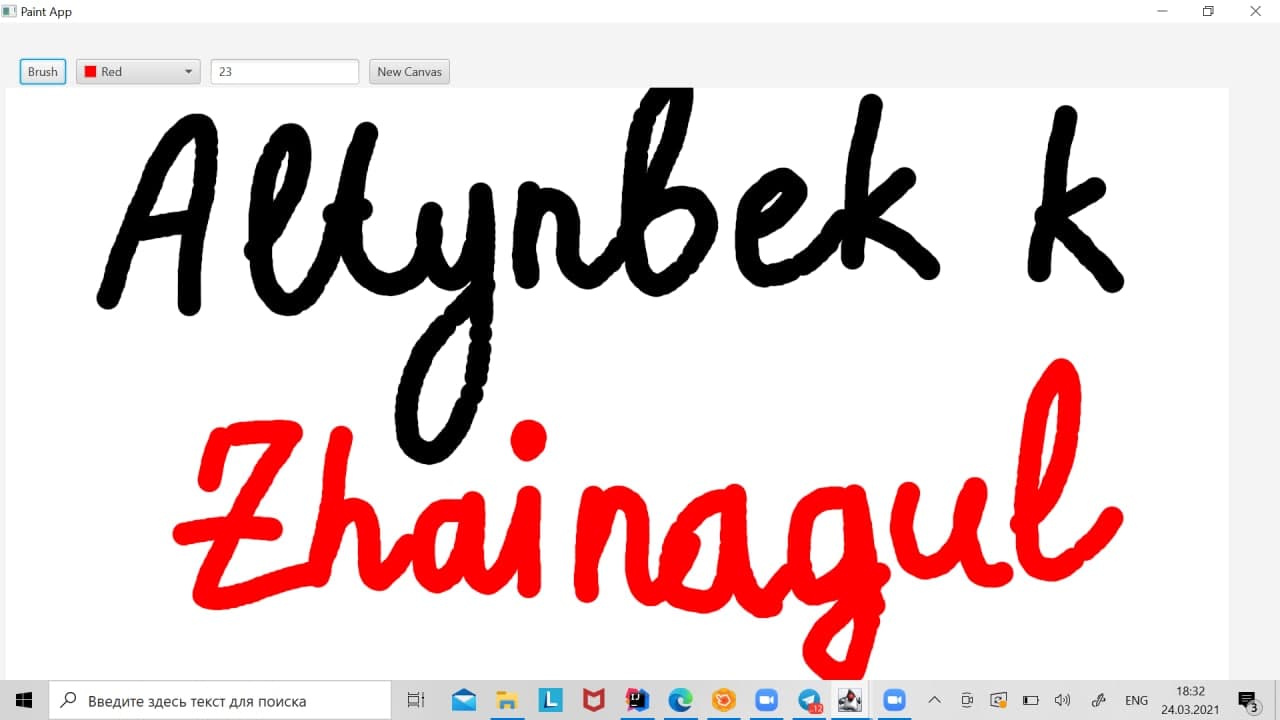 Paint App
Brush Red 23 New Canvas
Altynbek k
Zhainagul
Введите здесь текст для поиска
L
IJ
12
ENG
18:32
24.03.2021
3